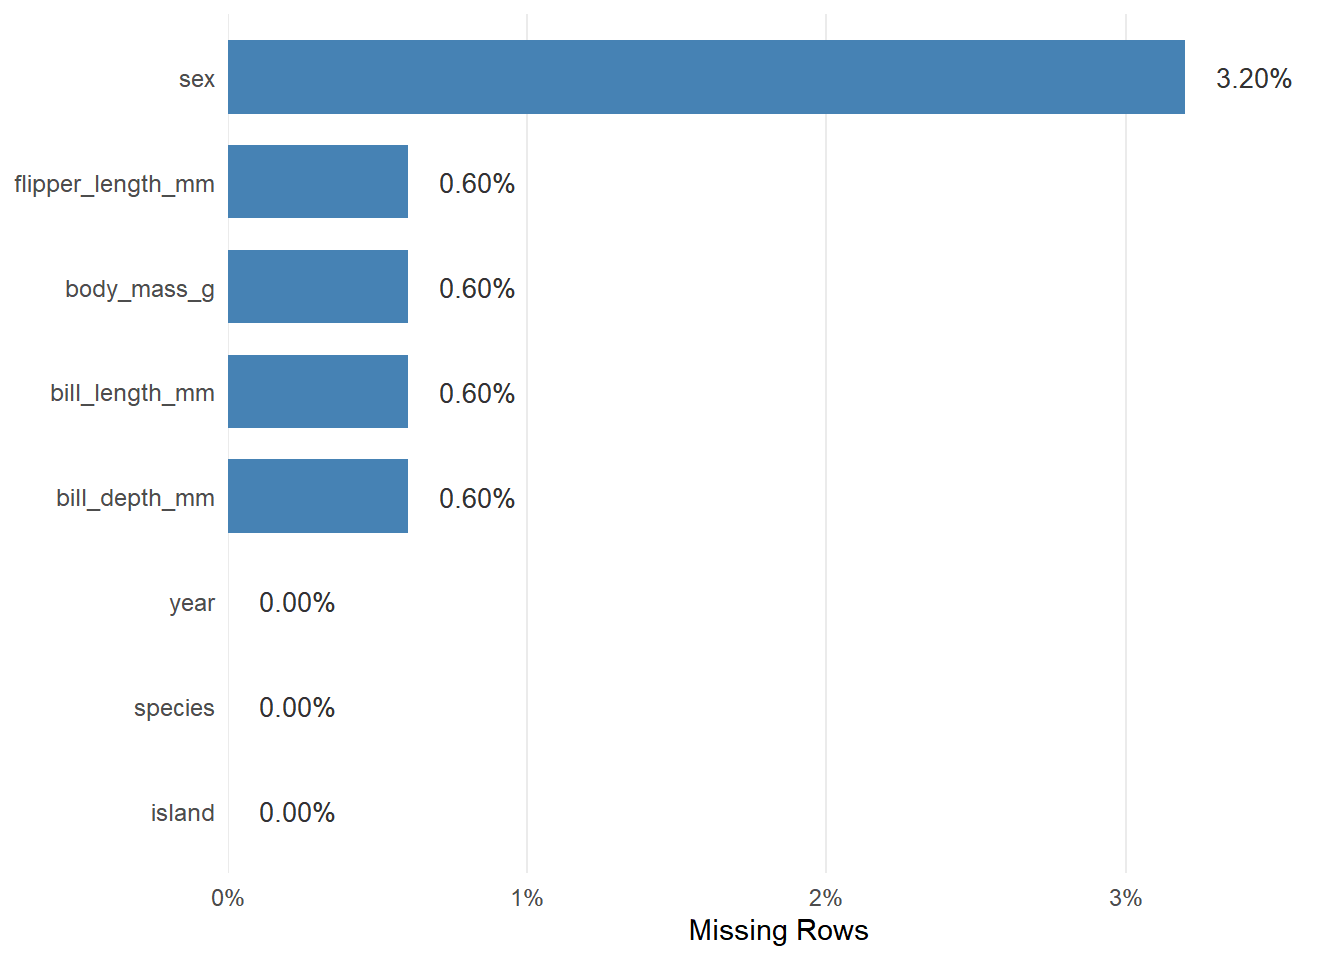 sex 3.20%
flipper_length_mm 0.60%
body_mass_g 0.60%
bill_length_mm 0.60%
bill_depth_mm 0.60%
year 0.00%
species 0.00%
island 0.00%
0% 1% 2% 3%
Missing Rows